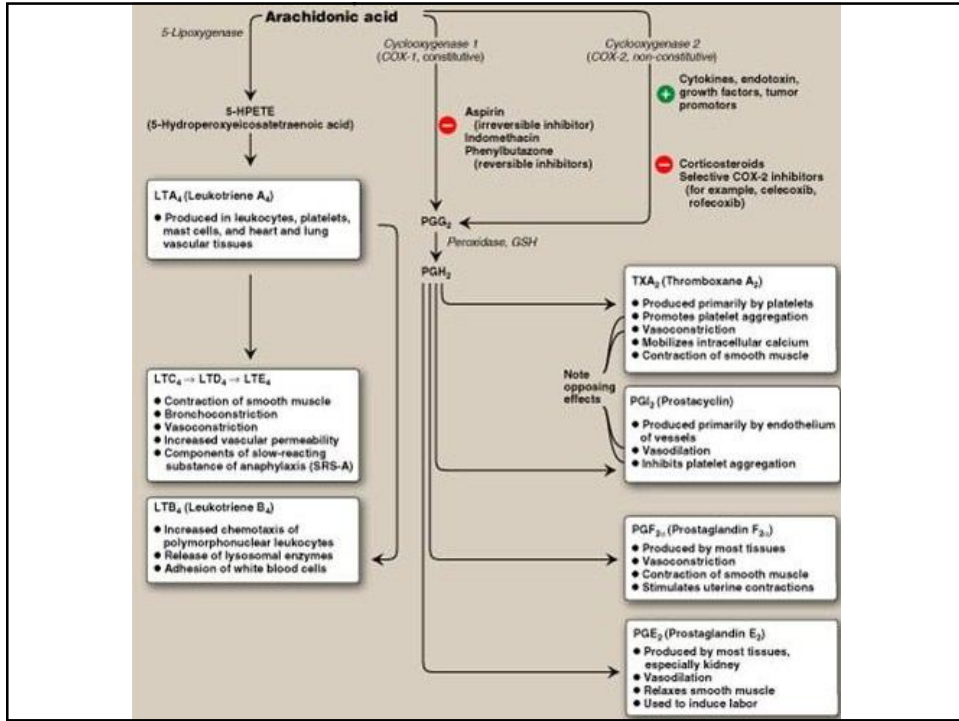 Arachidonic acid
5-Lipoxygenase
Cyclooxygenase 1
(COX-1, constitutive)
Cyclooxygenase 2
(COX-2, non-constitutive)
Cytokines, endotoxin,
growth factors, tumor
promotors
5-HPETE
(5-Hydroperoxyeicosatetraenoic acid)
Aspirin
(irreversible inhibitor)
Indomethacin
Phenylbutazone
(reversible inhibitors)
Corticosteroids
Selective COX-2 inhibitors
(for example, celecoxib,
rofecoxib)
LTA₄ (Leukotriene A₄)
● Produced in leukocytes, platelets,
mast cells, and heart and lung
vascular tissues
PGG₂
Peroxidase, GSH
PGH₂
TXA₂ (Thromboxane A₂)
● Produced primarily by platelets
● Promotes platelet aggregation
● Vasoconstriction
● Mobilizes intracellular calcium
● Contraction of smooth muscle
Note
opposing
effects
LTC₄ → LTD₄ → LTE₄
● Contraction of smooth muscle
● Bronchoconstriction
● Vasoconstriction
● Increased vascular permeability
● Components of slow-reacting
substance of anaphylaxis (SRS-A)
PGI₂ (Prostacyclin)
● Produced primarily by endothelium
of vessels
● Vasodilation
● Inhibits platelet aggregation
LTB₄ (Leukotriene B₄)
● Increased chemotaxis of
polymorphonuclear leukocytes
● Release of lysosomal enzymes
● Adhesion of white blood cells
PGF₂α (Prostaglandin F₂α)
● Produced by most tissues
● Vasoconstriction
● Contraction of smooth muscle
● Stimulates uterine contractions
PGE₂ (Prostaglandin E₂)
● Produced by most tissues,
especially kidney
● Vasodilation
● Relaxes smooth muscle
● Used to induce labor